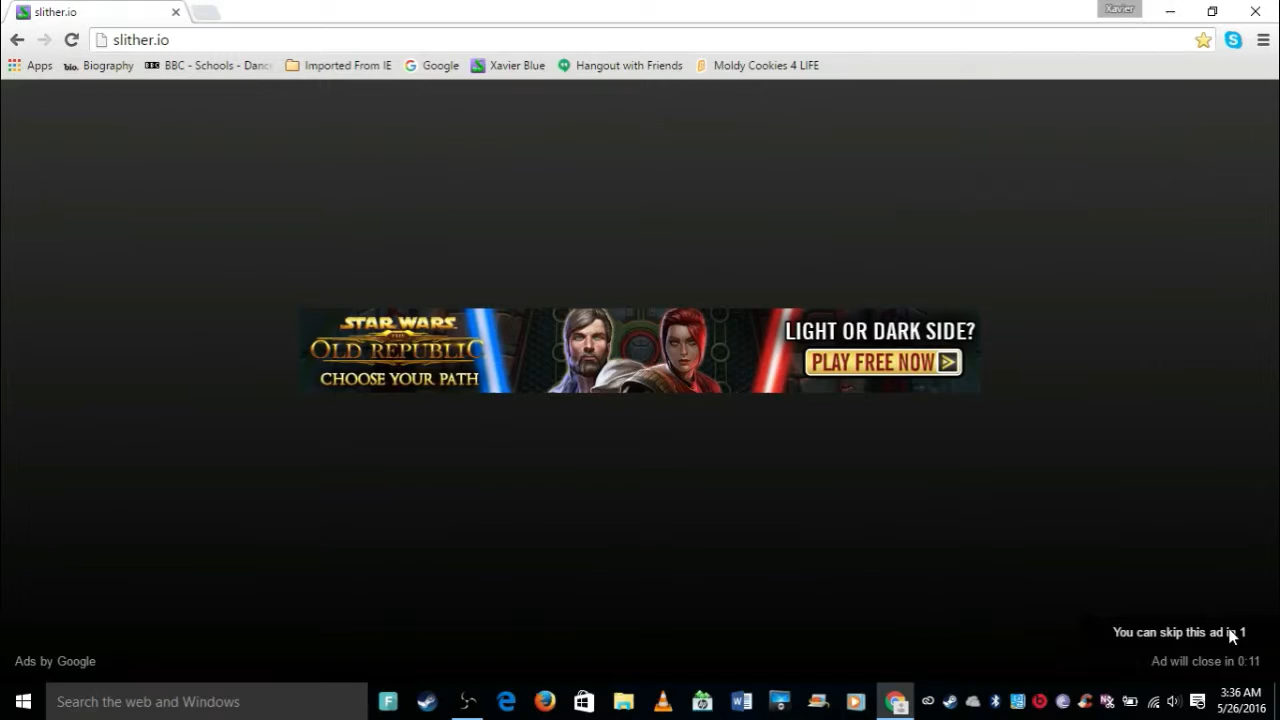 slither.io
Xavier
slither.io
Apps bio. Biography BBC BBC - Schools - Danc Imported From IE Google Xavier Blue Hangout with Friends Moldy Cookies 4 LIFE
STAR WARS
THE
OLD REPUBLIC
CHOOSE YOUR PATH
LIGHT OR DARK SIDE?
PLAY FREE NOW
You can skip this ad in 1
Ads by Google
Ad will close in 0:11
Search the web and Windows
3:36 AM
5/26/2016